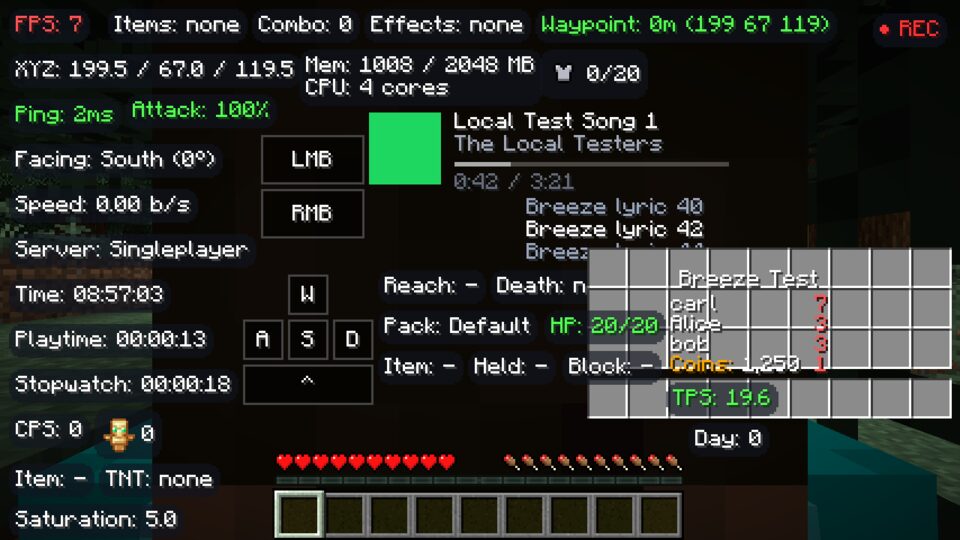 FPS: 7 Items: none Combo: 0 Effects: none Waypoint: 0m (199 67 119) • REC
XYZ: 199.5 / 67.0 / 119.5 Mem: 1008 / 2048 MB 0/20
CPU: 4 cores
Ping: 2ms Attack: 100%
Local Test Song 1
The Local Testers
Facing: South (0°) LMB
0:42 / 3:21
Speed: 0.00 b/s RMB
Breeze lyric 40
Breeze lyric 42
Server: Singleplayer Breeze lyric
Breeze Test
Time: 08:57:03 W Reach: - Death:
carl 7
Alice 3
Playtime: 00:00:13 A S D Pack: Default HP: 20/20
bob 3
Item: - Held: - Block: - Coins: 1,250 1
Stopwatch: 00:00:18 ^
TPS: 19.6
CPS: 0 0
Day: 0
Item: - TNT: none
Saturation: 5.0